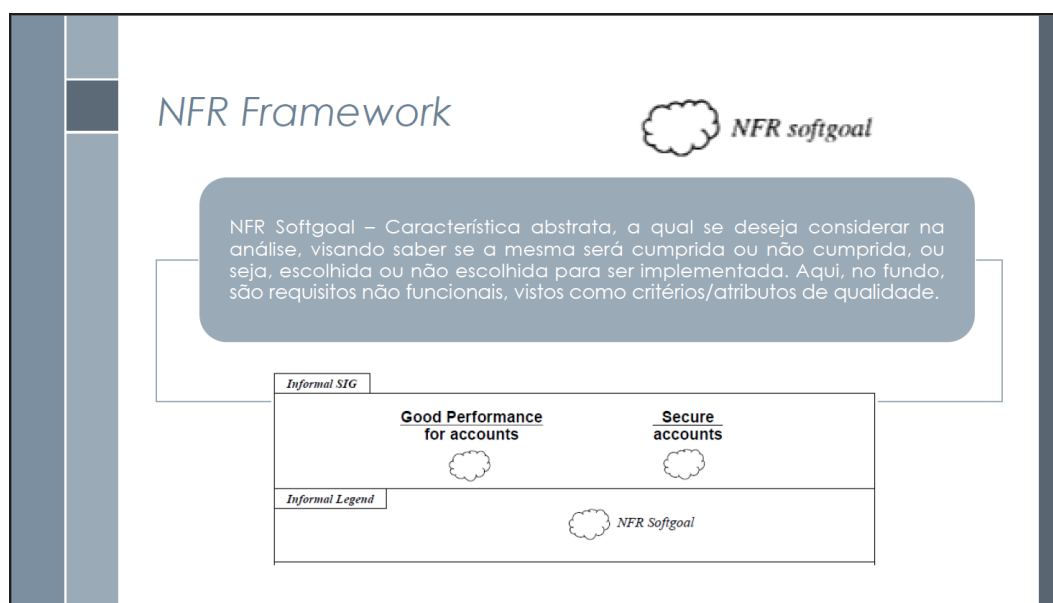 NFR Framework
NFR softgoal
NFR Softgoal – Característica abstrata, a qual se deseja considerar na
análise, visando saber se a mesma será cumprida ou não cumprida, ou
seja, escolhida ou não escolhida para ser implementada. Aqui, no fundo,
são requisitos não funcionais, vistos como critérios/atributos de qualidade.
Informal SIG
Good Performance
for accounts
Secure
accounts
Informal Legend
NFR Softgoal